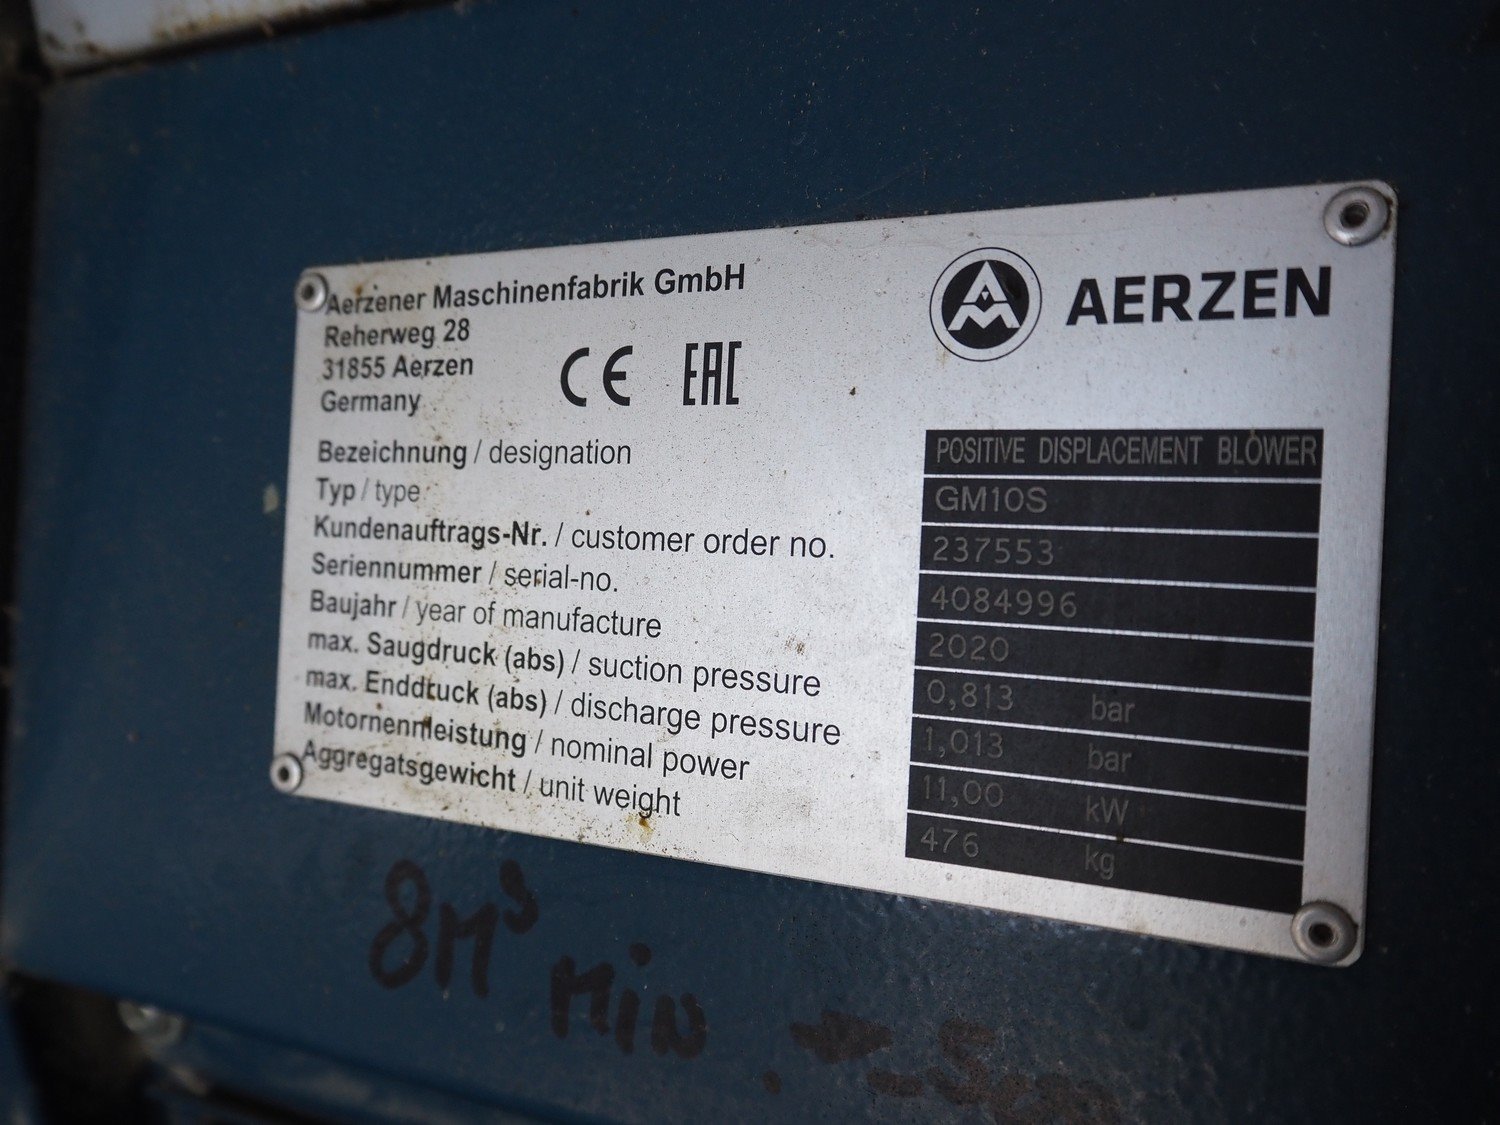 Aerzener Maschinenfabrik GmbH
Reherweg 28
31855 Aerzen
Germany
CE EAC
AERZEN
Bezeichnung / designation POSITIVE DISPLACEMENT BLOWER
Typ / type GM10S
Kundenauftrags-Nr. / customer order no. 237553
Seriennummer / serial-no. 4084996
Baujahr / year of manufacture 2020
max. Saugdruck (abs) / suction pressure 0,813 bar
max. Enddtuck (abs) / discharge pressure 1,013 bar
Motornenmleistung / nominal power 11,00 kW
Aggregatsgewicht / unit weight 476 kg
8M³
Min